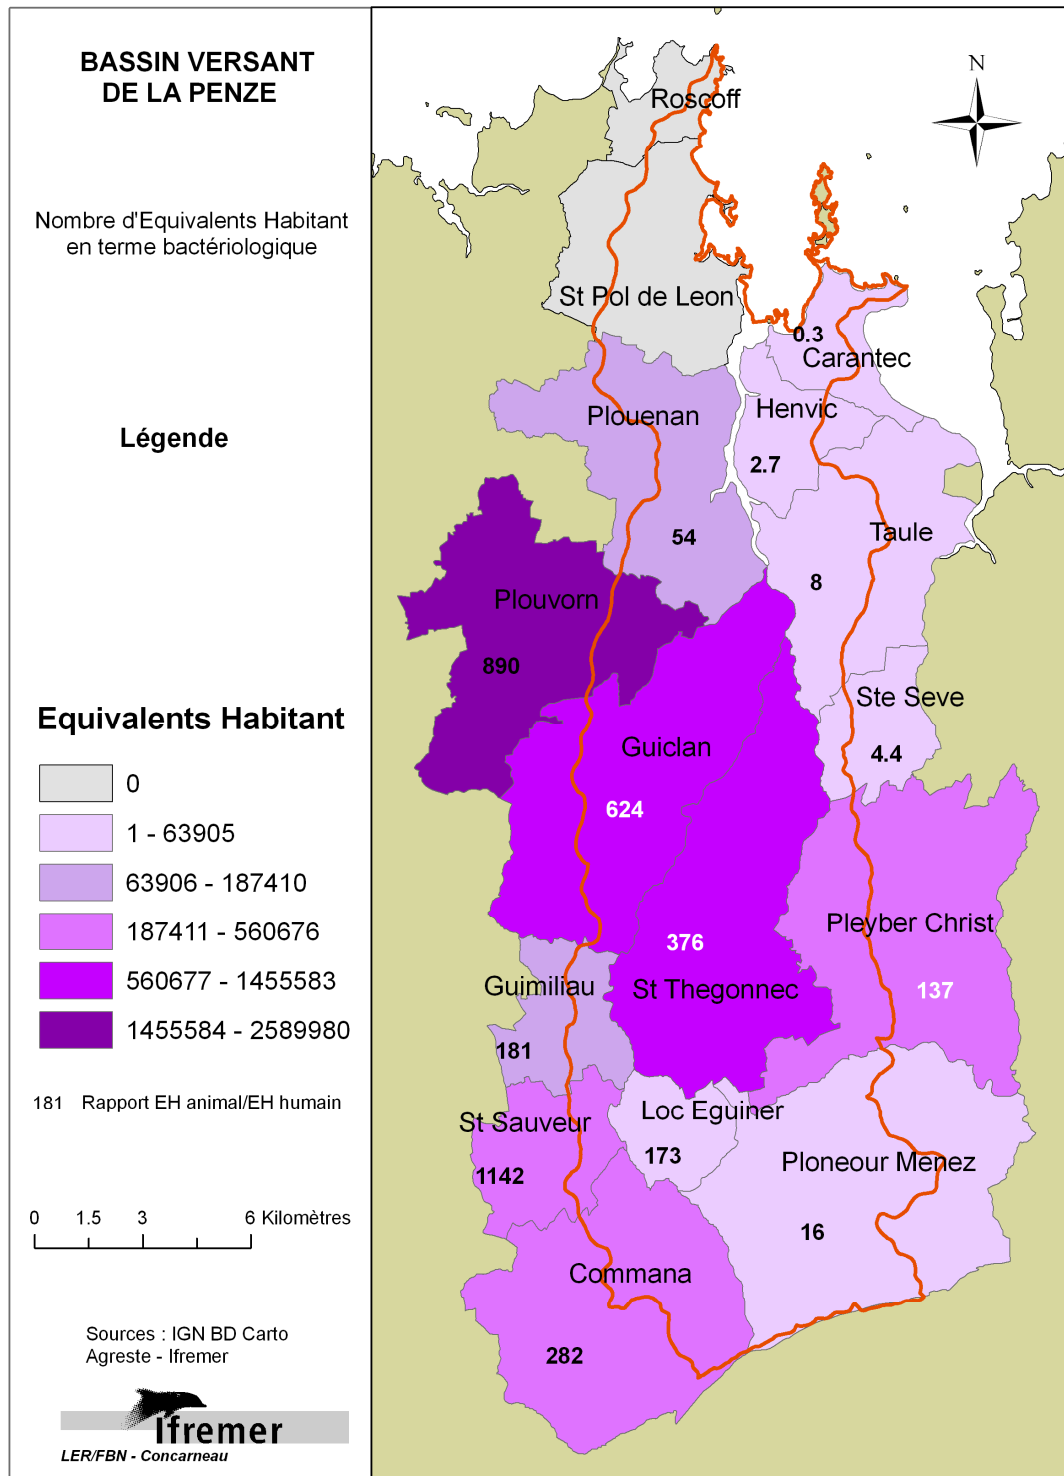 BASSIN VERSANT
DE LA PENZE
Nombre d'Equivalents Habitant
en terme bactériologique
Légende
Equivalents Habitant
0
1 - 63905
63906 - 187410
187411 - 560676
560677 - 1455583
1455584 - 2589980
181 Rapport EH animal/EH humain
0 1.5 3 6 Kilomètres
Sources : IGN BD Carto
Agreste - Ifremer
Ifremer
LER/FBN - Concarneau
N
Roscoff
St Pol de Leon
0.3
Carantec
Plouenan
Henvic
2.7
54
Taule
8
Plouvorn
890
Ste Seve
4.4
Guiclan
624
Pleyber Christ
137
376
St Thegonnec
Guimiliau
181
St Sauveur
1142
Loc Eguiner
173
Ploneour Menez
16
Commana
282